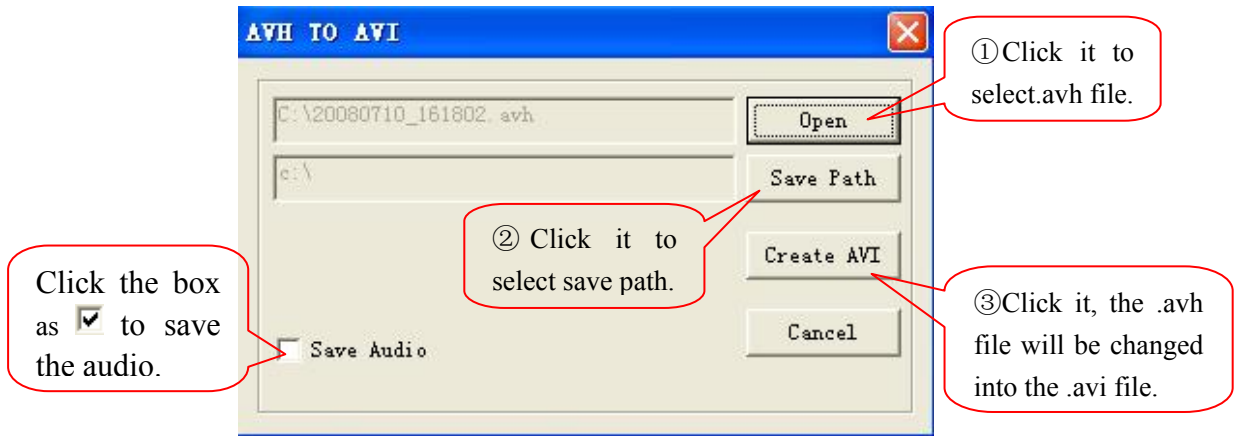 AVH TO AVI
①Click it to
select.avh file.
C:\20080710_161802.avh
Open
c:\
Save Path
② Click it to
select save path.
Create AVI
Click the box
as to save
the audio.
③Click it, the .avh
file will be changed
into the .avi file.
Cancel
Save Audio